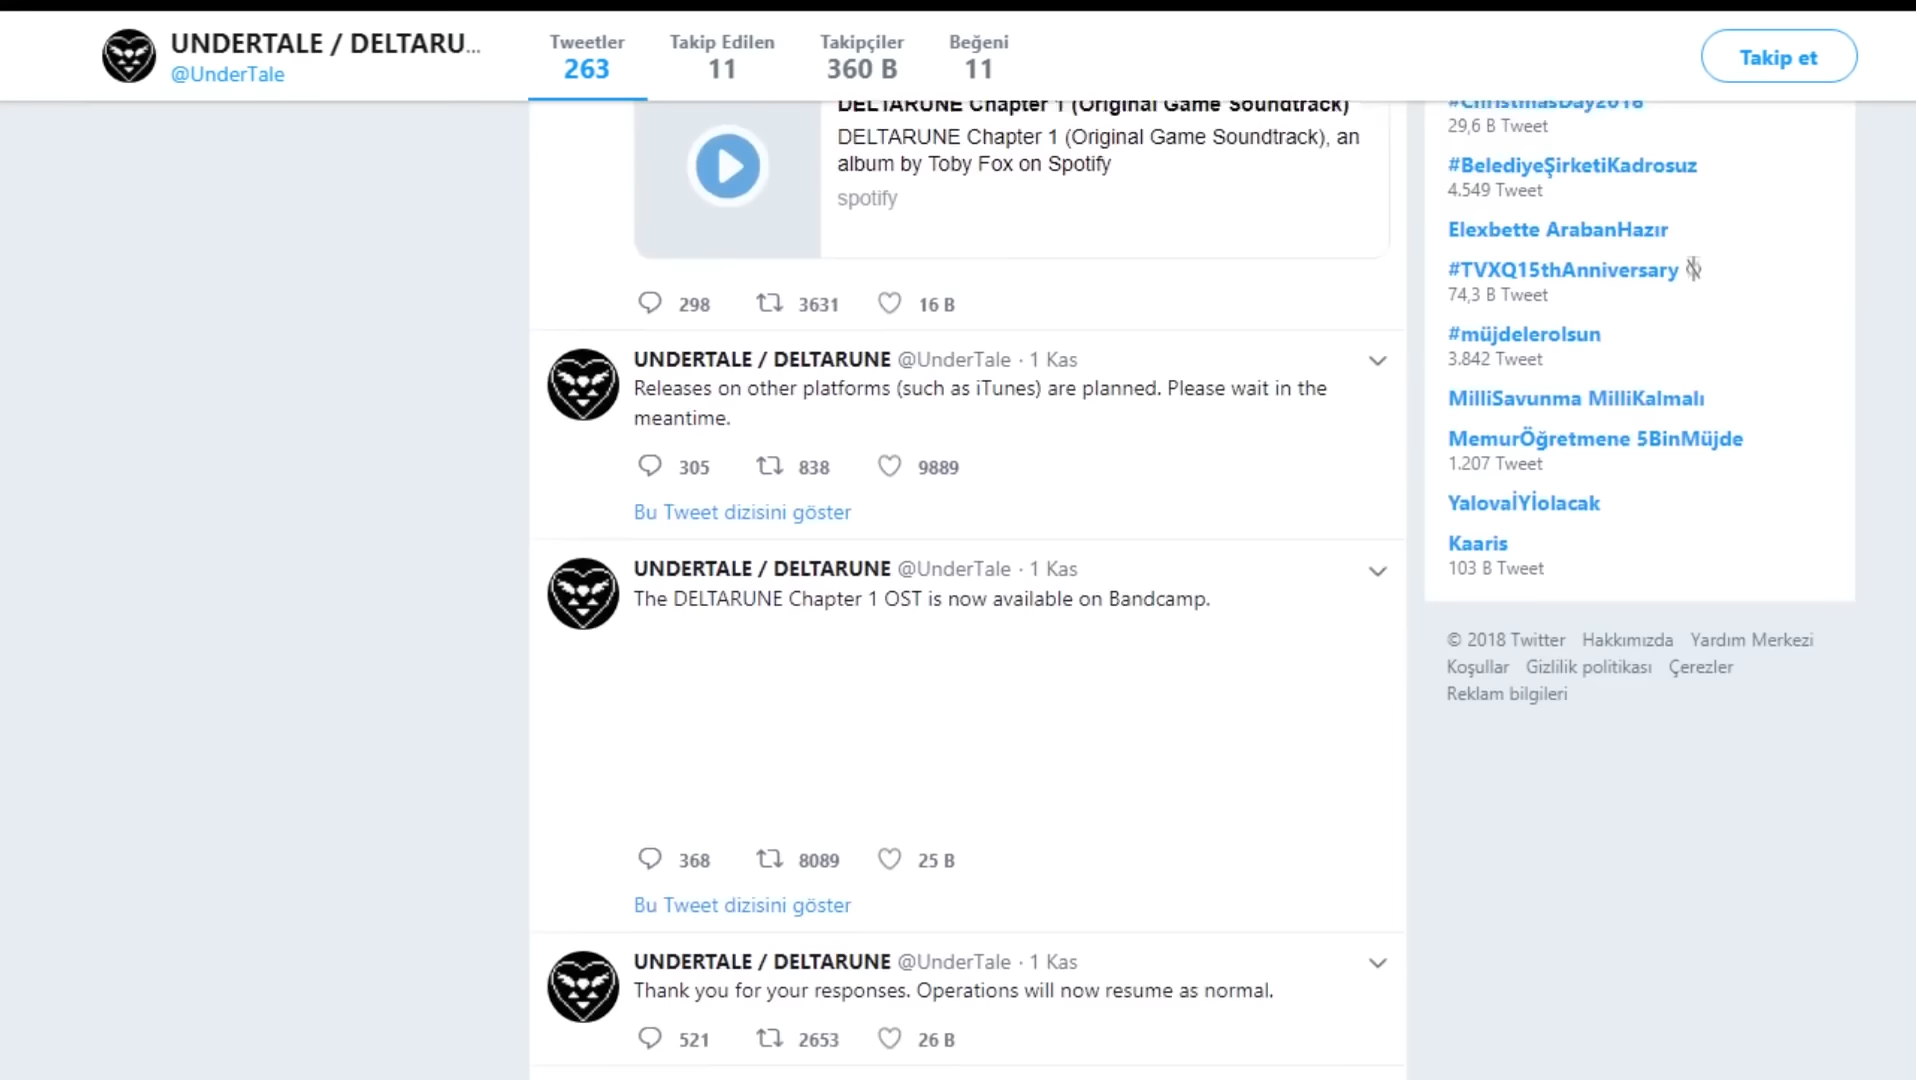 UNDERTALE / DELTARU...
@UnderTale
Tweetler
263
Takip Edilen
11
Takipçiler
360 B
Beğeni
11
Takip et
DELTARUNE Chapter 1 (Original Game Soundtrack)
DELTARUNE Chapter 1 (Original Game Soundtrack), an
album by Toby Fox on Spotify
spotify
298 3631 16 B
UNDERTALE / DELTARUNE @UnderTale · 1 Kas
Releases on other platforms (such as iTunes) are planned. Please wait in the
meantime.
305 838 9889
Bu Tweet dizisini göster
UNDERTALE / DELTARUNE @UnderTale · 1 Kas
The DELTARUNE Chapter 1 OST is now available on Bandcamp.
368 8089 25 B
Bu Tweet dizisini göster
UNDERTALE / DELTARUNE @UnderTale · 1 Kas
Thank you for your responses. Operations will now resume as normal.
521 2653 26 B
#ChristmasDay2018
29,6 B Tweet
#BelediyeŞirketiKadrosuz
4.549 Tweet
Elexbette ArabanHazır
#TVXQ15thAnniversary
74,3 B Tweet
#müjdelerolsun
3.842 Tweet
MilliSavunma MilliKalmalı
MemurÖğretmene 5BinMüjde
1.207 Tweet
YalovaİYİolacak
Kaaris
103 B Tweet
© 2018 Twitter Hakkımızda Yardım Merkezi
Koşullar Gizlilik politikası Çerezler
Reklam bilgileri